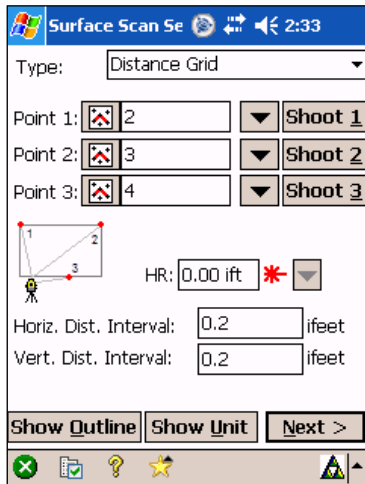 Surface Scan Se 2:33
Type: Distance Grid
Point 1: 2 Shoot 1
Point 2: 3 Shoot 2
Point 3: 4 Shoot 3
1 2
3
HR: 0.00 ift
Horiz. Dist. Interval: 0.2 ifeet
Vert. Dist. Interval: 0.2 ifeet
Show Outline Show Unit Next >